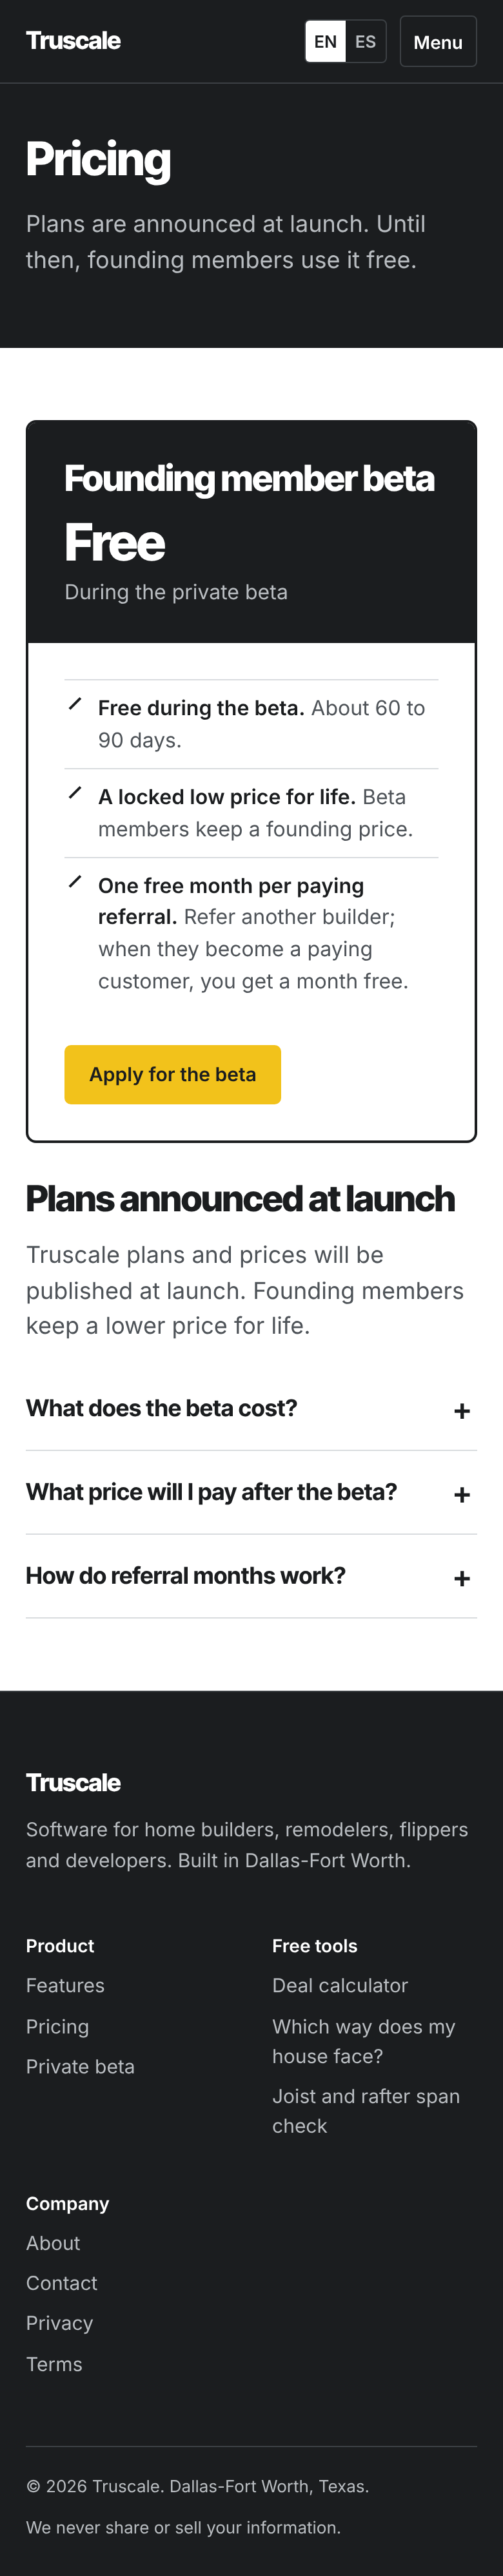 Truscale
EN ES
Menu
Pricing
Plans are announced at launch. Until
then, founding members use it free.
Founding member beta
Free
During the private beta
Free during the beta. About 60 to
90 days.
A locked low price for life. Beta
members keep a founding price.
One free month per paying
referral. Refer another builder;
when they become a paying
customer, you get a month free.
Apply for the beta
Plans announced at launch
Truscale plans and prices will be
published at launch. Founding members
keep a lower price for life.
What does the beta cost? +
What price will I pay after the beta? +
How do referral months work? +
Truscale
Software for home builders, remodelers, flippers
and developers. Built in Dallas-Fort Worth.
Product
Features
Pricing
Private beta
Free tools
Deal calculator
Which way does my
house face?
Joist and rafter span
check
Company
About
Contact
Privacy
Terms
© 2026 Truscale. Dallas-Fort Worth, Texas.
We never share or sell your information.